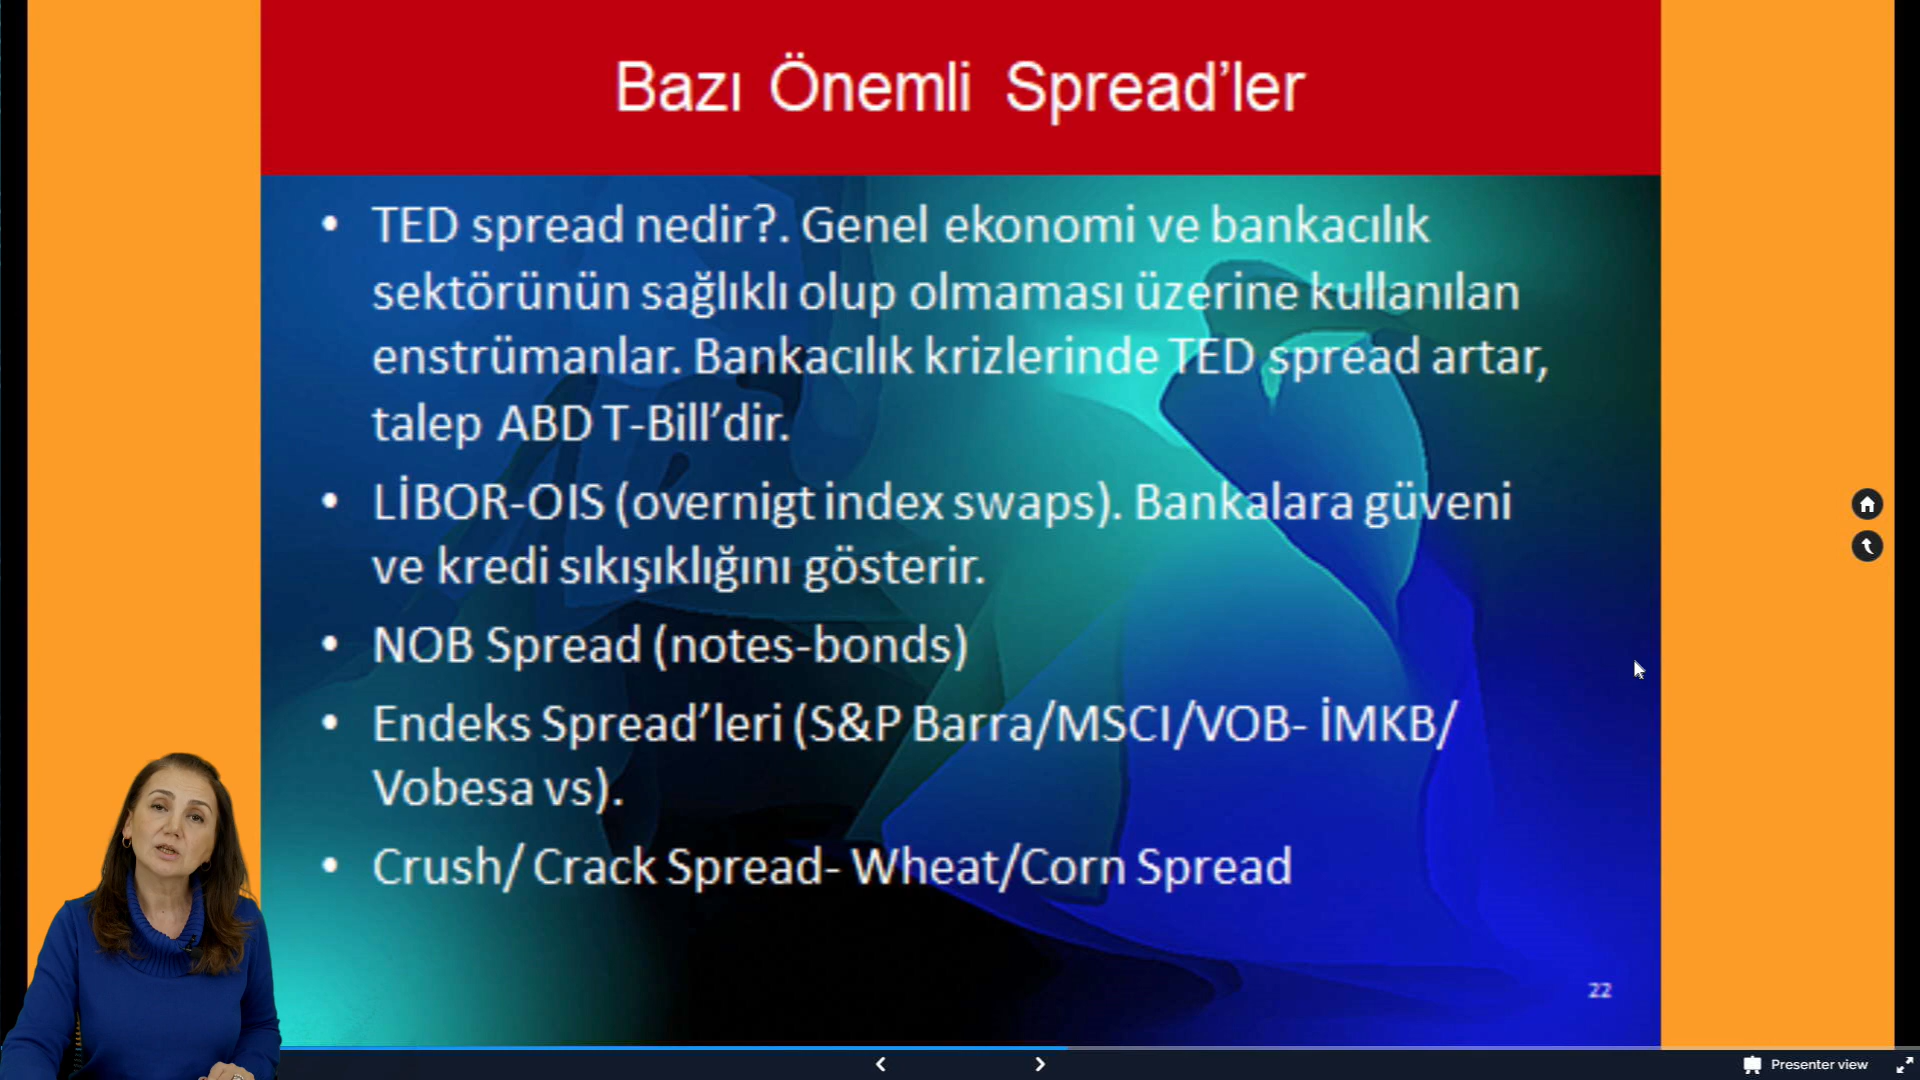 Bazı Önemli Spread’ler
• TED spread nedir?. Genel ekonomi ve bankacılık
sektörünün sağlıklı olup olmaması üzerine kullanılan
enstrümanlar. Bankacılık krizlerinde TED spread artar,
talep ABD T-Bill’dir.
• LİBOR-OIS (overnigt index swaps). Bankalara güveni
ve kredi sıkışıklığını gösterir.
• NOB Spread (notes-bonds)
• Endeks Spread’leri (S&P Barra/MSCI/VOB- İMKB/
Vobesa vs).
• Crush/ Crack Spread- Wheat/Corn Spread
22
Presenter view